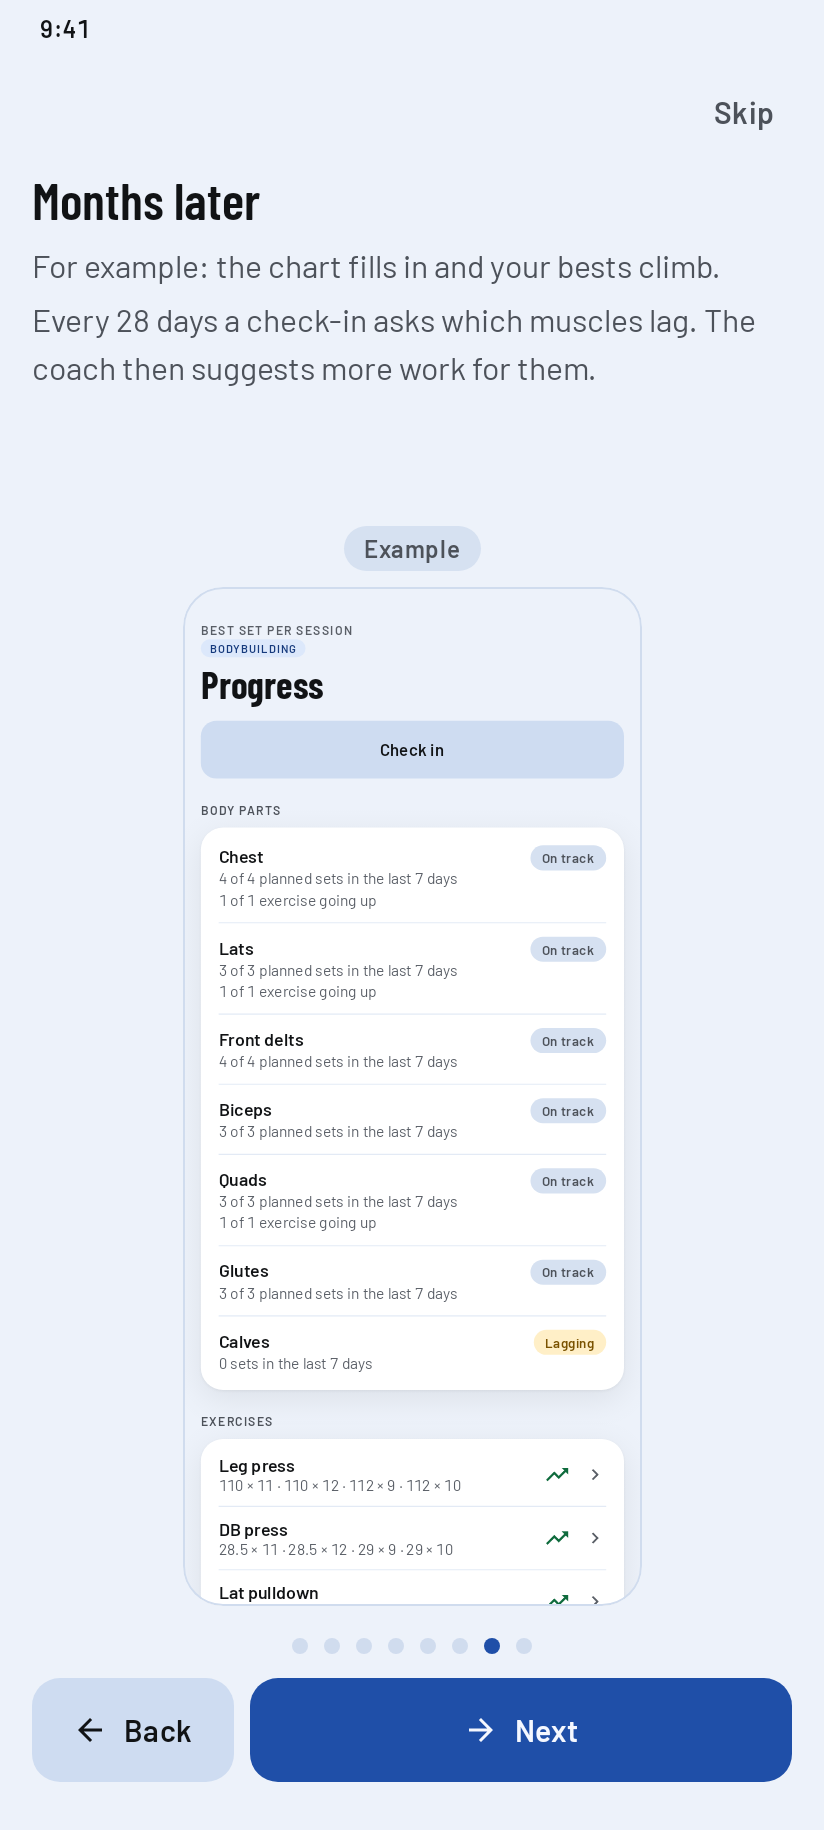 9:41
Skip
Months later
For example: the chart fills in and your bests climb.
Every 28 days a check-in asks which muscles lag. The
coach then suggests more work for them.
Example
BEST SET PER SESSION
BODYBUILDING
Progress
Check in
BODY PARTS
Chest
On track
4 of 4 planned sets in the last 7 days
1 of 1 exercise going up
Lats
On track
3 of 3 planned sets in the last 7 days
1 of 1 exercise going up
Front delts
On track
4 of 4 planned sets in the last 7 days
Biceps
On track
3 of 3 planned sets in the last 7 days
Quads
On track
3 of 3 planned sets in the last 7 days
1 of 1 exercise going up
Glutes
On track
3 of 3 planned sets in the last 7 days
Calves
Lagging
0 sets in the last 7 days
EXERCISES
Leg press
110 × 11 · 110 × 12 · 112 × 9 · 112 × 10
DB press
28.5 × 11 · 28.5 × 12 · 29 × 9 · 29 × 10
Lat pulldown
Back
Next